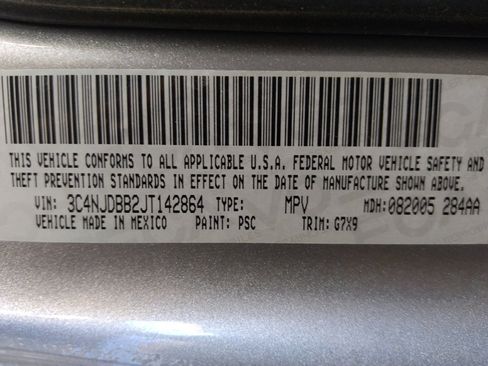 THIS VEHICLE CONFORMS TO ALL APPLICABLE U.S.A. FEDERAL MOTOR VEHICLE SAFETY AND
THEFT PREVENTION STANDARDS IN EFFECT ON THE DATE OF MANUFACTURE SHOWN ABOVE.
VIN: 3C4NJDBB2JT142864 TYPE: MPV MDH: 082005 284AA
VEHICLE MADE IN MEXICO PAINT: PSC TRIM: G7X9